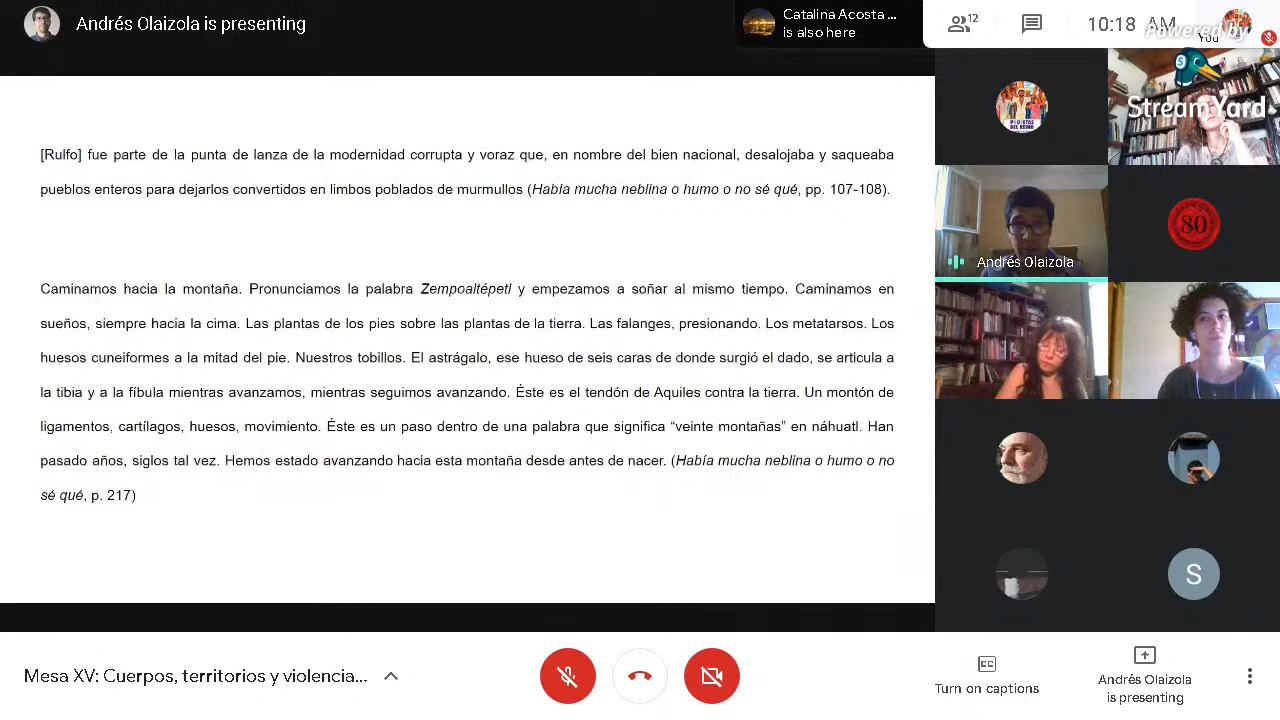 Andrés Olaizola is presenting
Catalina Acosta ...
is also here
12
10:18 AM
You
Powered by
StreamYard
[Rulfo] fue parte de la punta de lanza de la modernidad corrupta y voraz que, en nombre del bien nacional, desalojaba y saqueaba
pueblos enteros para dejarlos convertidos en limbos poblados de murmullos (Había mucha neblina o humo o no sé qué, pp. 107-108).
Caminamos hacia la montaña. Pronunciamos la palabra Zempoaltépetl y empezamos a soñar al mismo tiempo. Caminamos en
sueños, siempre hacia la cima. Las plantas de los pies sobre las plantas de la tierra. Las falanges, presionando. Los metatarsos. Los
huesos cuneiformes a la mitad del pie. Nuestros tobillos. El astrágalo, ese hueso de seis caras de donde surgió el dado, se articula a
la tibia y a la fíbula mientras avanzamos, mientras seguimos avanzando. Éste es el tendón de Aquiles contra la tierra. Un montón de
ligamentos, cartílagos, huesos, movimiento. Éste es un paso dentro de una palabra que significa “veinte montañas” en náhuatl. Han
pasado años, siglos tal vez. Hemos estado avanzando hacia esta montaña desde antes de nacer. (Había mucha neblina o humo o no
sé qué, p. 217)
PROFETAS
DEL REINO
80
Andrés Olaizola
S
Mesa XV: Cuerpos, territorios y violencia...
Turn on captions
Andrés Olaizola
is presenting